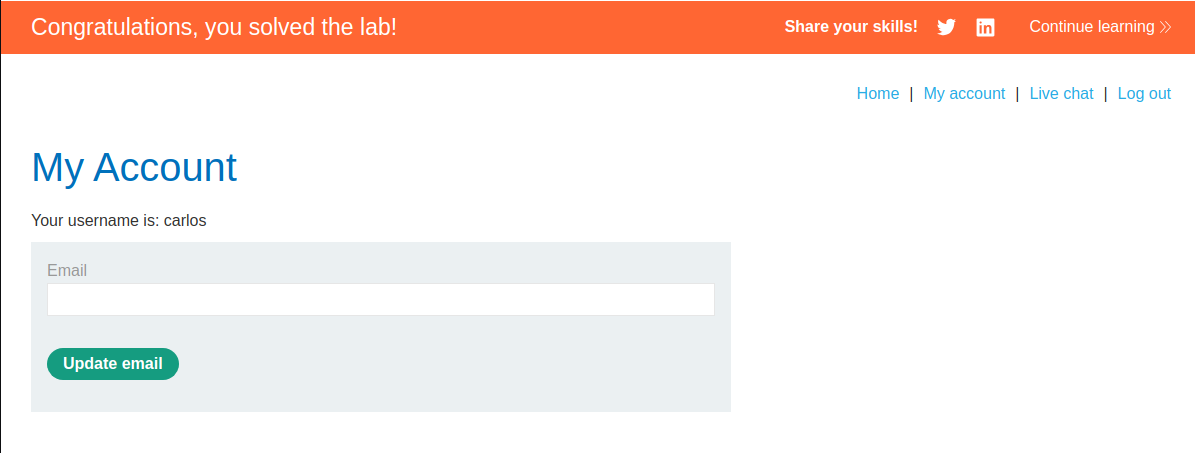 Congratulations, you solved the lab!
Share your skills!
Continue learning
Home | My account | Live chat | Log out
My Account
Your username is: carlos
Email
Update email